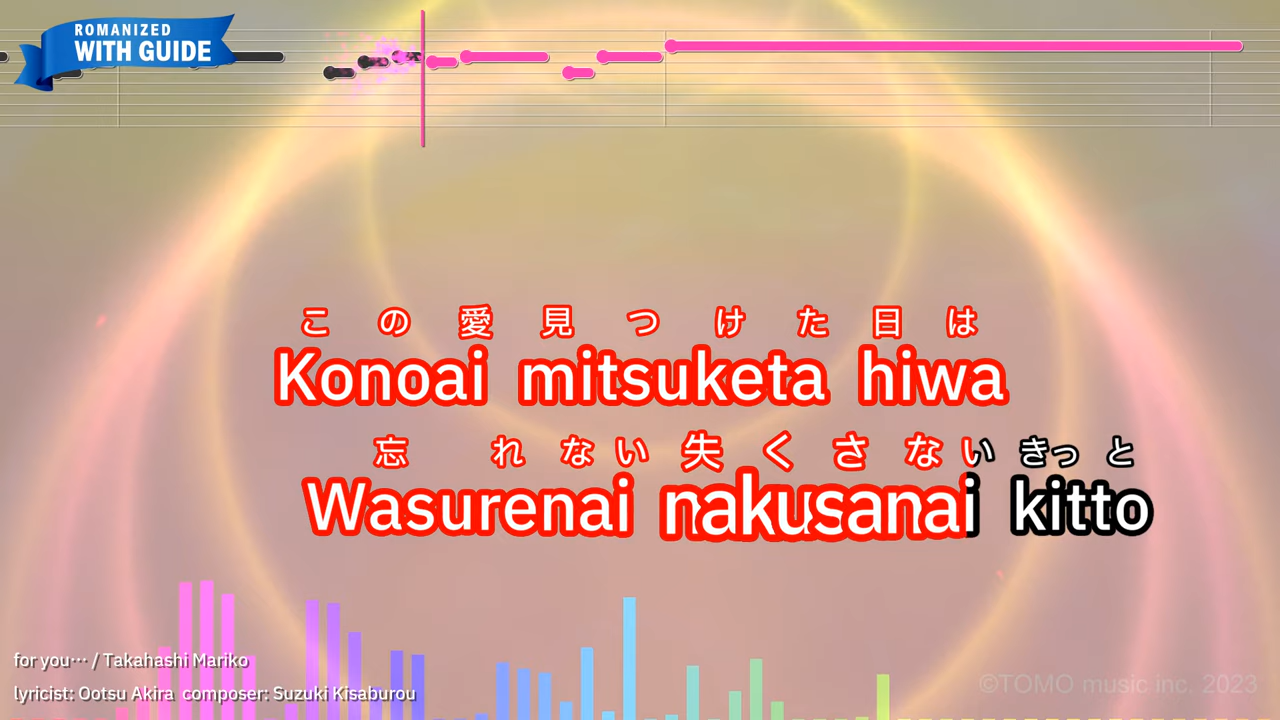 ROMANIZED
WITH GUIDE
この愛見つけた日は
Konoai mitsuketa hiwa
忘れない失くさないきっと
Wasurenai nakusanai kitto
for you… / Takahashi Mariko
lyricist: Ootsu Akira composer: Suzuki Kisaburou
©TOMO music inc. 2023